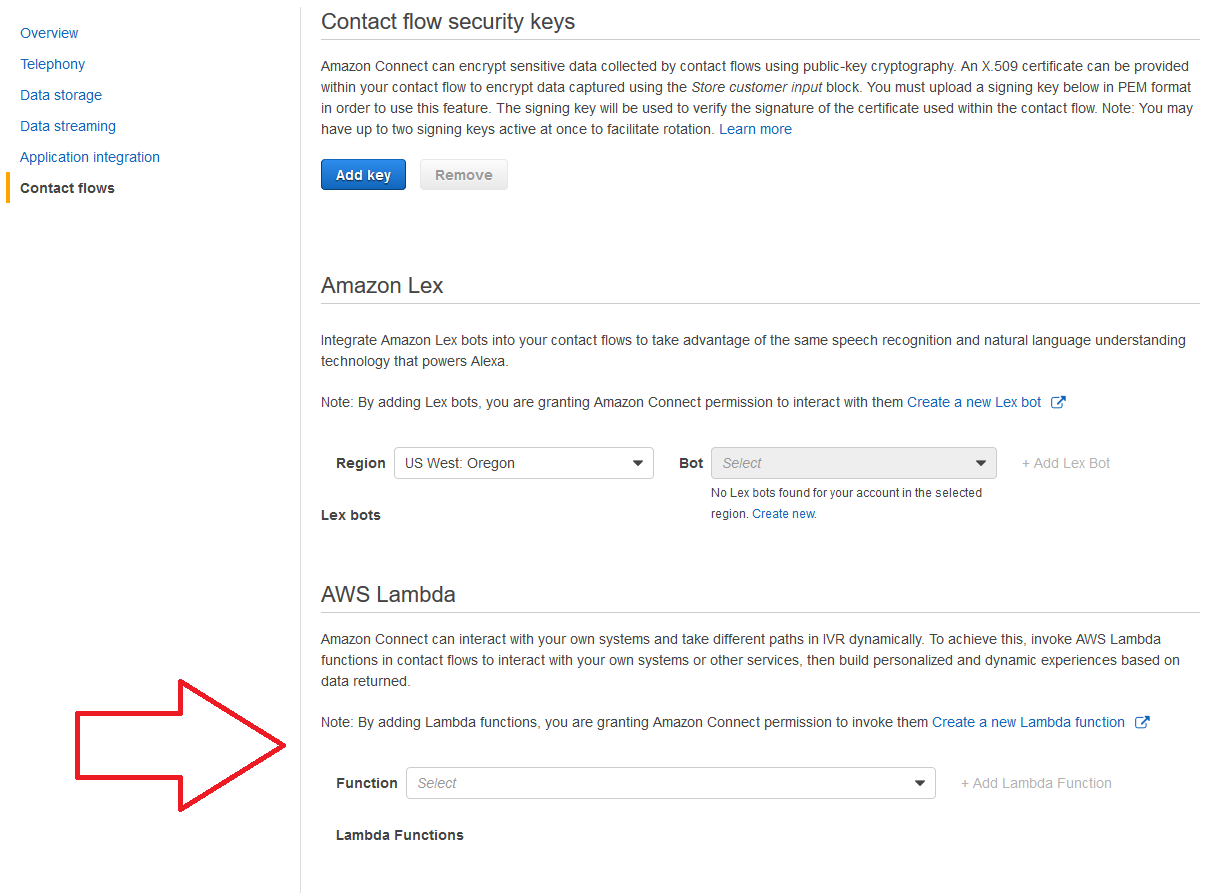 Overview
Telephony
Data storage
Data streaming
Application integration
Contact flows
Contact flow security keys
Amazon Connect can encrypt sensitive data collected by contact flows using public-key cryptography. An X.509 certificate can be provided
within your contact flow to encrypt data captured using the Store customer input block. You must upload a signing key below in PEM format
in order to use this feature. The signing key will be used to verify the signature of the certificate used within the contact flow. Note: You may
have up to two signing keys active at once to facilitate rotation. Learn more
Add key Remove
Amazon Lex
Integrate Amazon Lex bots into your contact flows to take advantage of the same speech recognition and natural language understanding
technology that powers Alexa.
Note: By adding Lex bots, you are granting Amazon Connect permission to interact with them Create a new Lex bot
Region US West: Oregon Bot Select + Add Lex Bot
No Lex bots found for your account in the selected
region. Create new.
Lex bots
AWS Lambda
Amazon Connect can interact with your own systems and take different paths in IVR dynamically. To achieve this, invoke AWS Lambda
functions in contact flows to interact with your own systems or other services, then build personalized and dynamic experiences based on
data returned.
Note: By adding Lambda functions, you are granting Amazon Connect permission to invoke them Create a new Lambda function
Function Select + Add Lambda Function
Lambda Functions